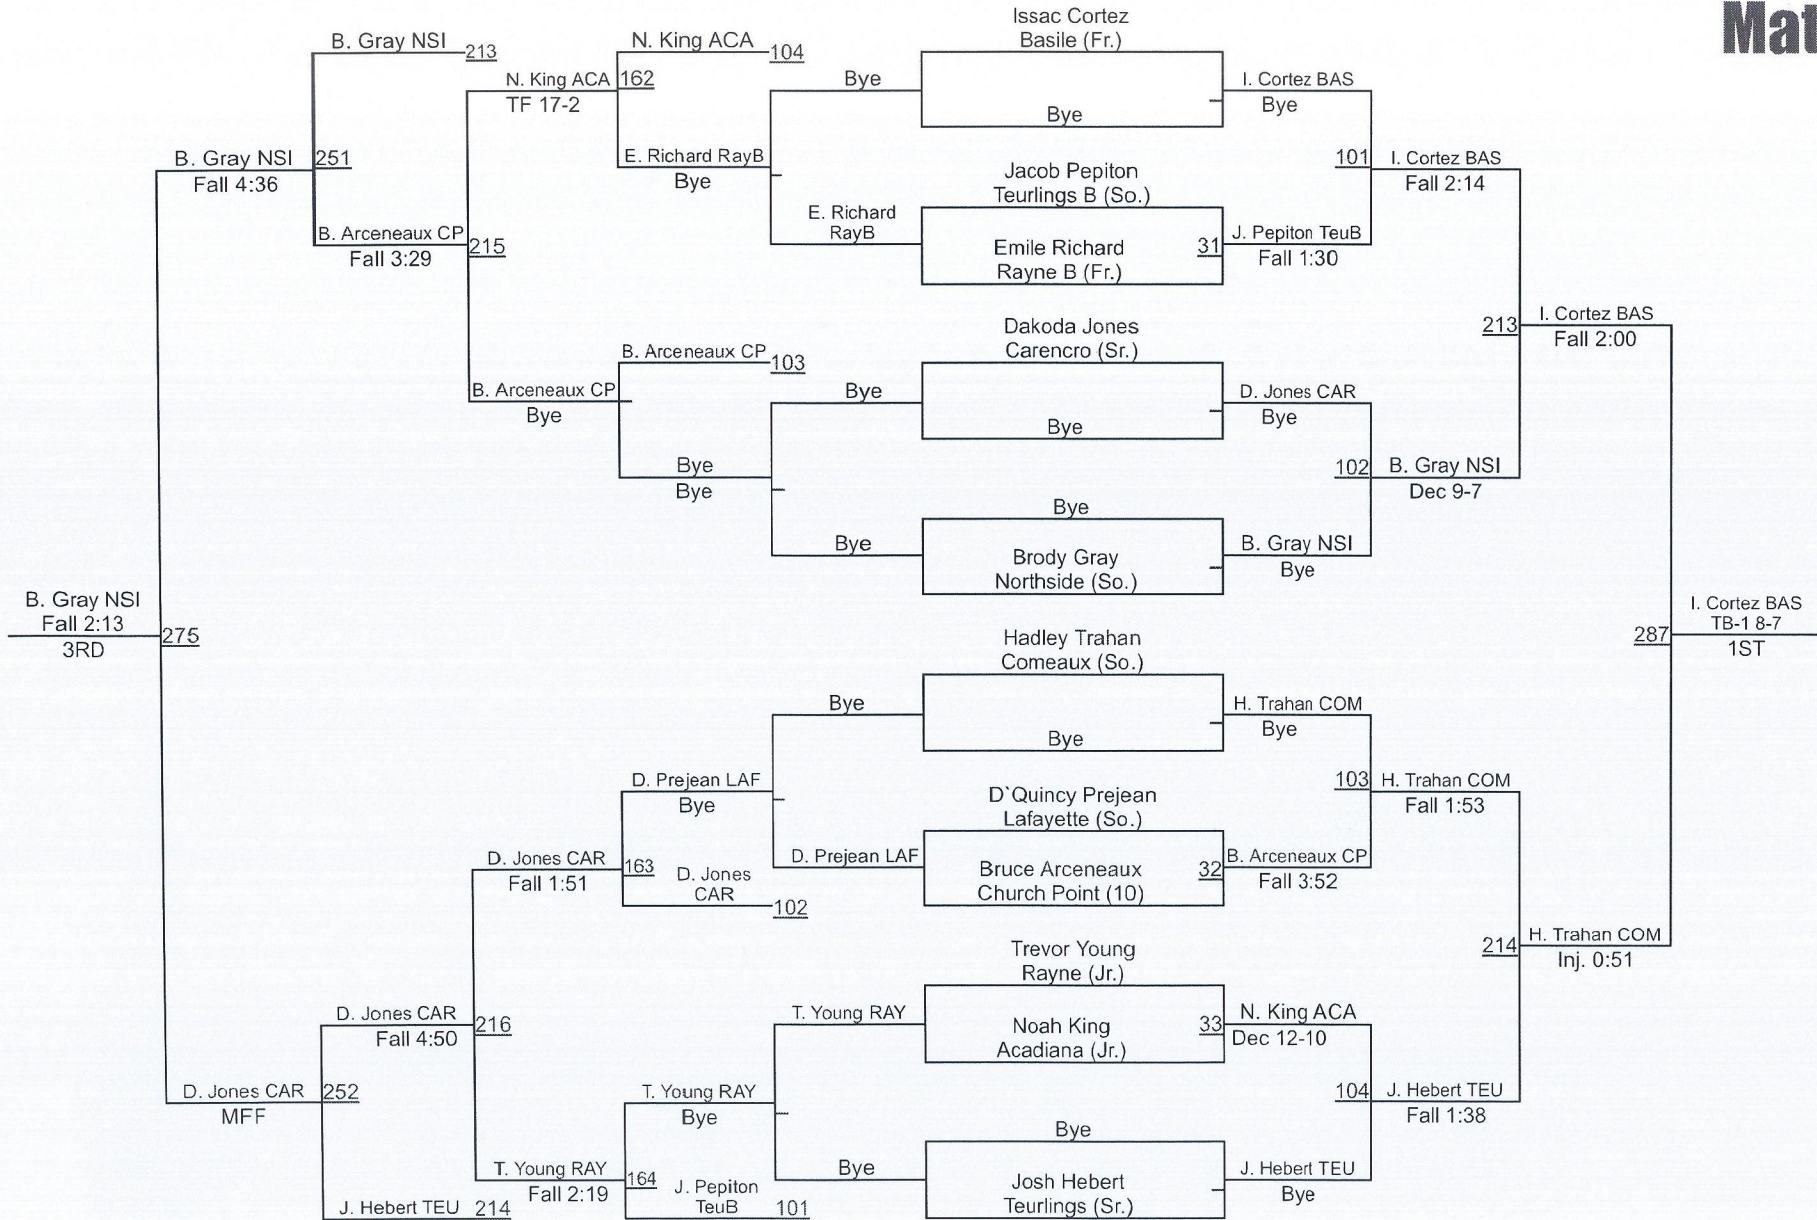 Mat
Issac Cortez
Basile (Fr.)
B. Gray NSI 213
N. King ACA 104
N. King ACA 162
TF 17-2
Bye
Bye
I. Cortez BAS
Bye
B. Gray NSI 251
Fall 4:36
E. Richard RayB
Bye
Jacob Pepiton
Teurlings B (So.)
101 I. Cortez BAS
Fall 2:14
B. Arceneaux CP 215
Fall 3:29
E. Richard
RayB
Emile Richard
Rayne B (Fr.)
31 J. Pepiton TeuB
Fall 1:30
Dakoda Jones
Carencro (Sr.)
213 I. Cortez BAS
Fall 2:00
B. Arceneaux CP 103
B. Arceneaux CP
Bye
Bye
Bye
D. Jones CAR
Bye
Bye
Bye
102 B. Gray NSI
Dec 9-7
Bye
Bye
Brody Gray
Northside (So.)
B. Gray NSI
Bye
B. Gray NSI
Fall 2:13
3RD
275
Hadley Trahan
Comeaux (So.)
287
I. Cortez BAS
TB-1 8-7
1ST
Bye
Bye
H. Trahan COM
Bye
D. Prejean LAF
Bye
D`Quincy Prejean
Lafayette (So.)
103 H. Trahan COM
Fall 1:53
D. Jones CAR 163
Fall 1:51
D. Jones
CAR
102
D. Prejean LAF
Bruce Arceneaux
Church Point (10)
32 B. Arceneaux CP
Fall 3:52
Trevor Young
Rayne (Jr.)
214 H. Trahan COM
Inj. 0:51
D. Jones CAR 216
Fall 4:50
T. Young RAY
Noah King
Acadiana (Jr.)
33 N. King ACA
Dec 12-10
D. Jones CAR 252
MFF
T. Young RAY
Bye
104 J. Hebert TEU
Fall 1:38
Bye
T. Young RAY 164
Fall 2:19
Bye
Josh Hebert
Teurlings (Sr.)
J. Hebert TEU
Bye
J. Hebert TEU 214
J. Pepiton
TeuB 101